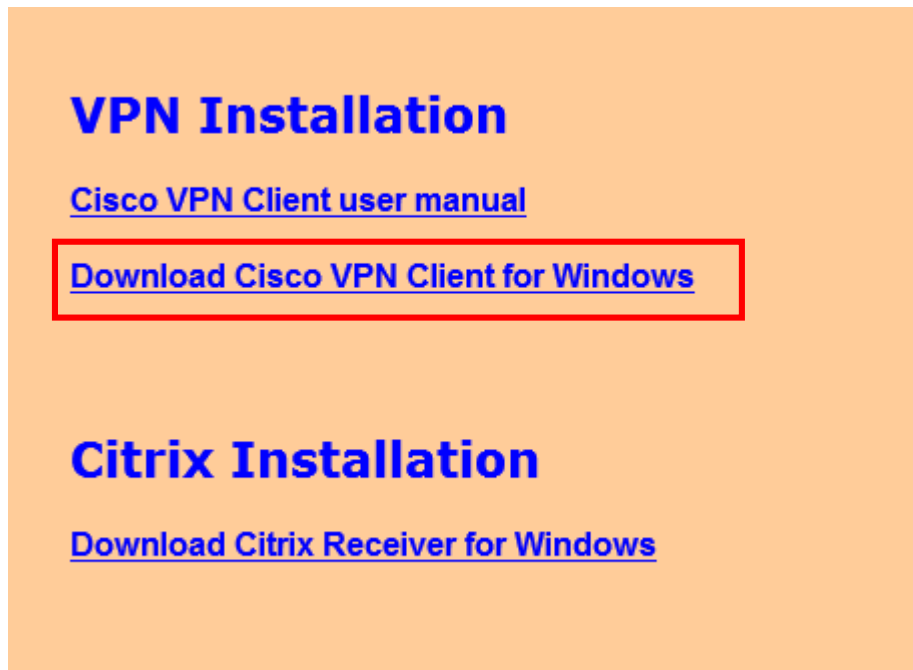 VPN Installation
Cisco VPN Client user manual
Download Cisco VPN Client for Windows
Citrix Installation
Download Citrix Receiver for Windows